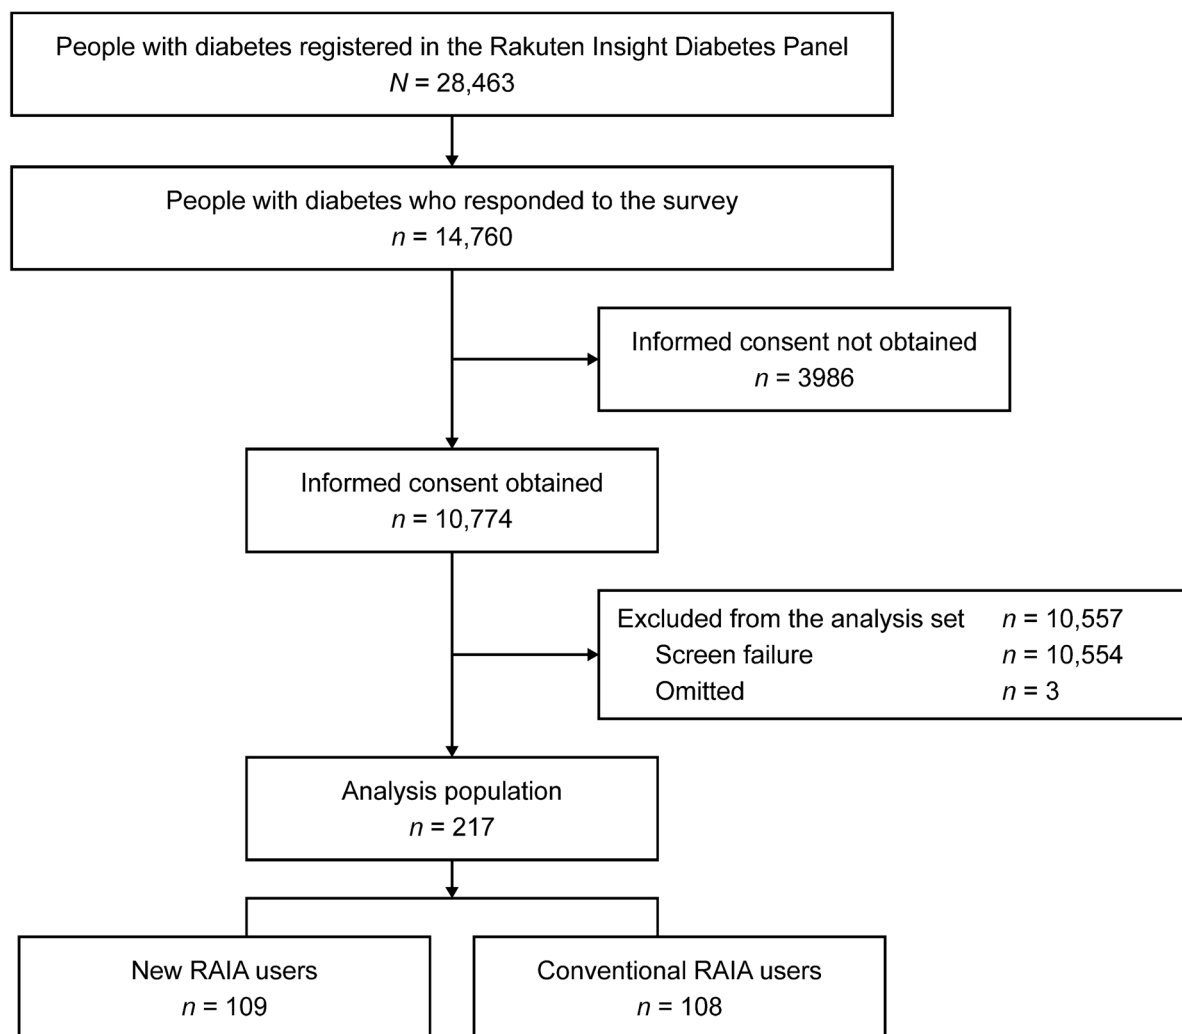 People with diabetes registered in the Rakuten Insight Diabetes Panel
N = 28,463
People with diabetes who responded to the survey
n = 14,760
Informed consent not obtained
n = 3986
Informed consent obtained
n = 10,774
Excluded from the analysis set n = 10,557
Screen failure n = 10,554
Omitted n = 3
Analysis population
n = 217
New RAIA users
n = 109
Conventional RAIA users
n = 108